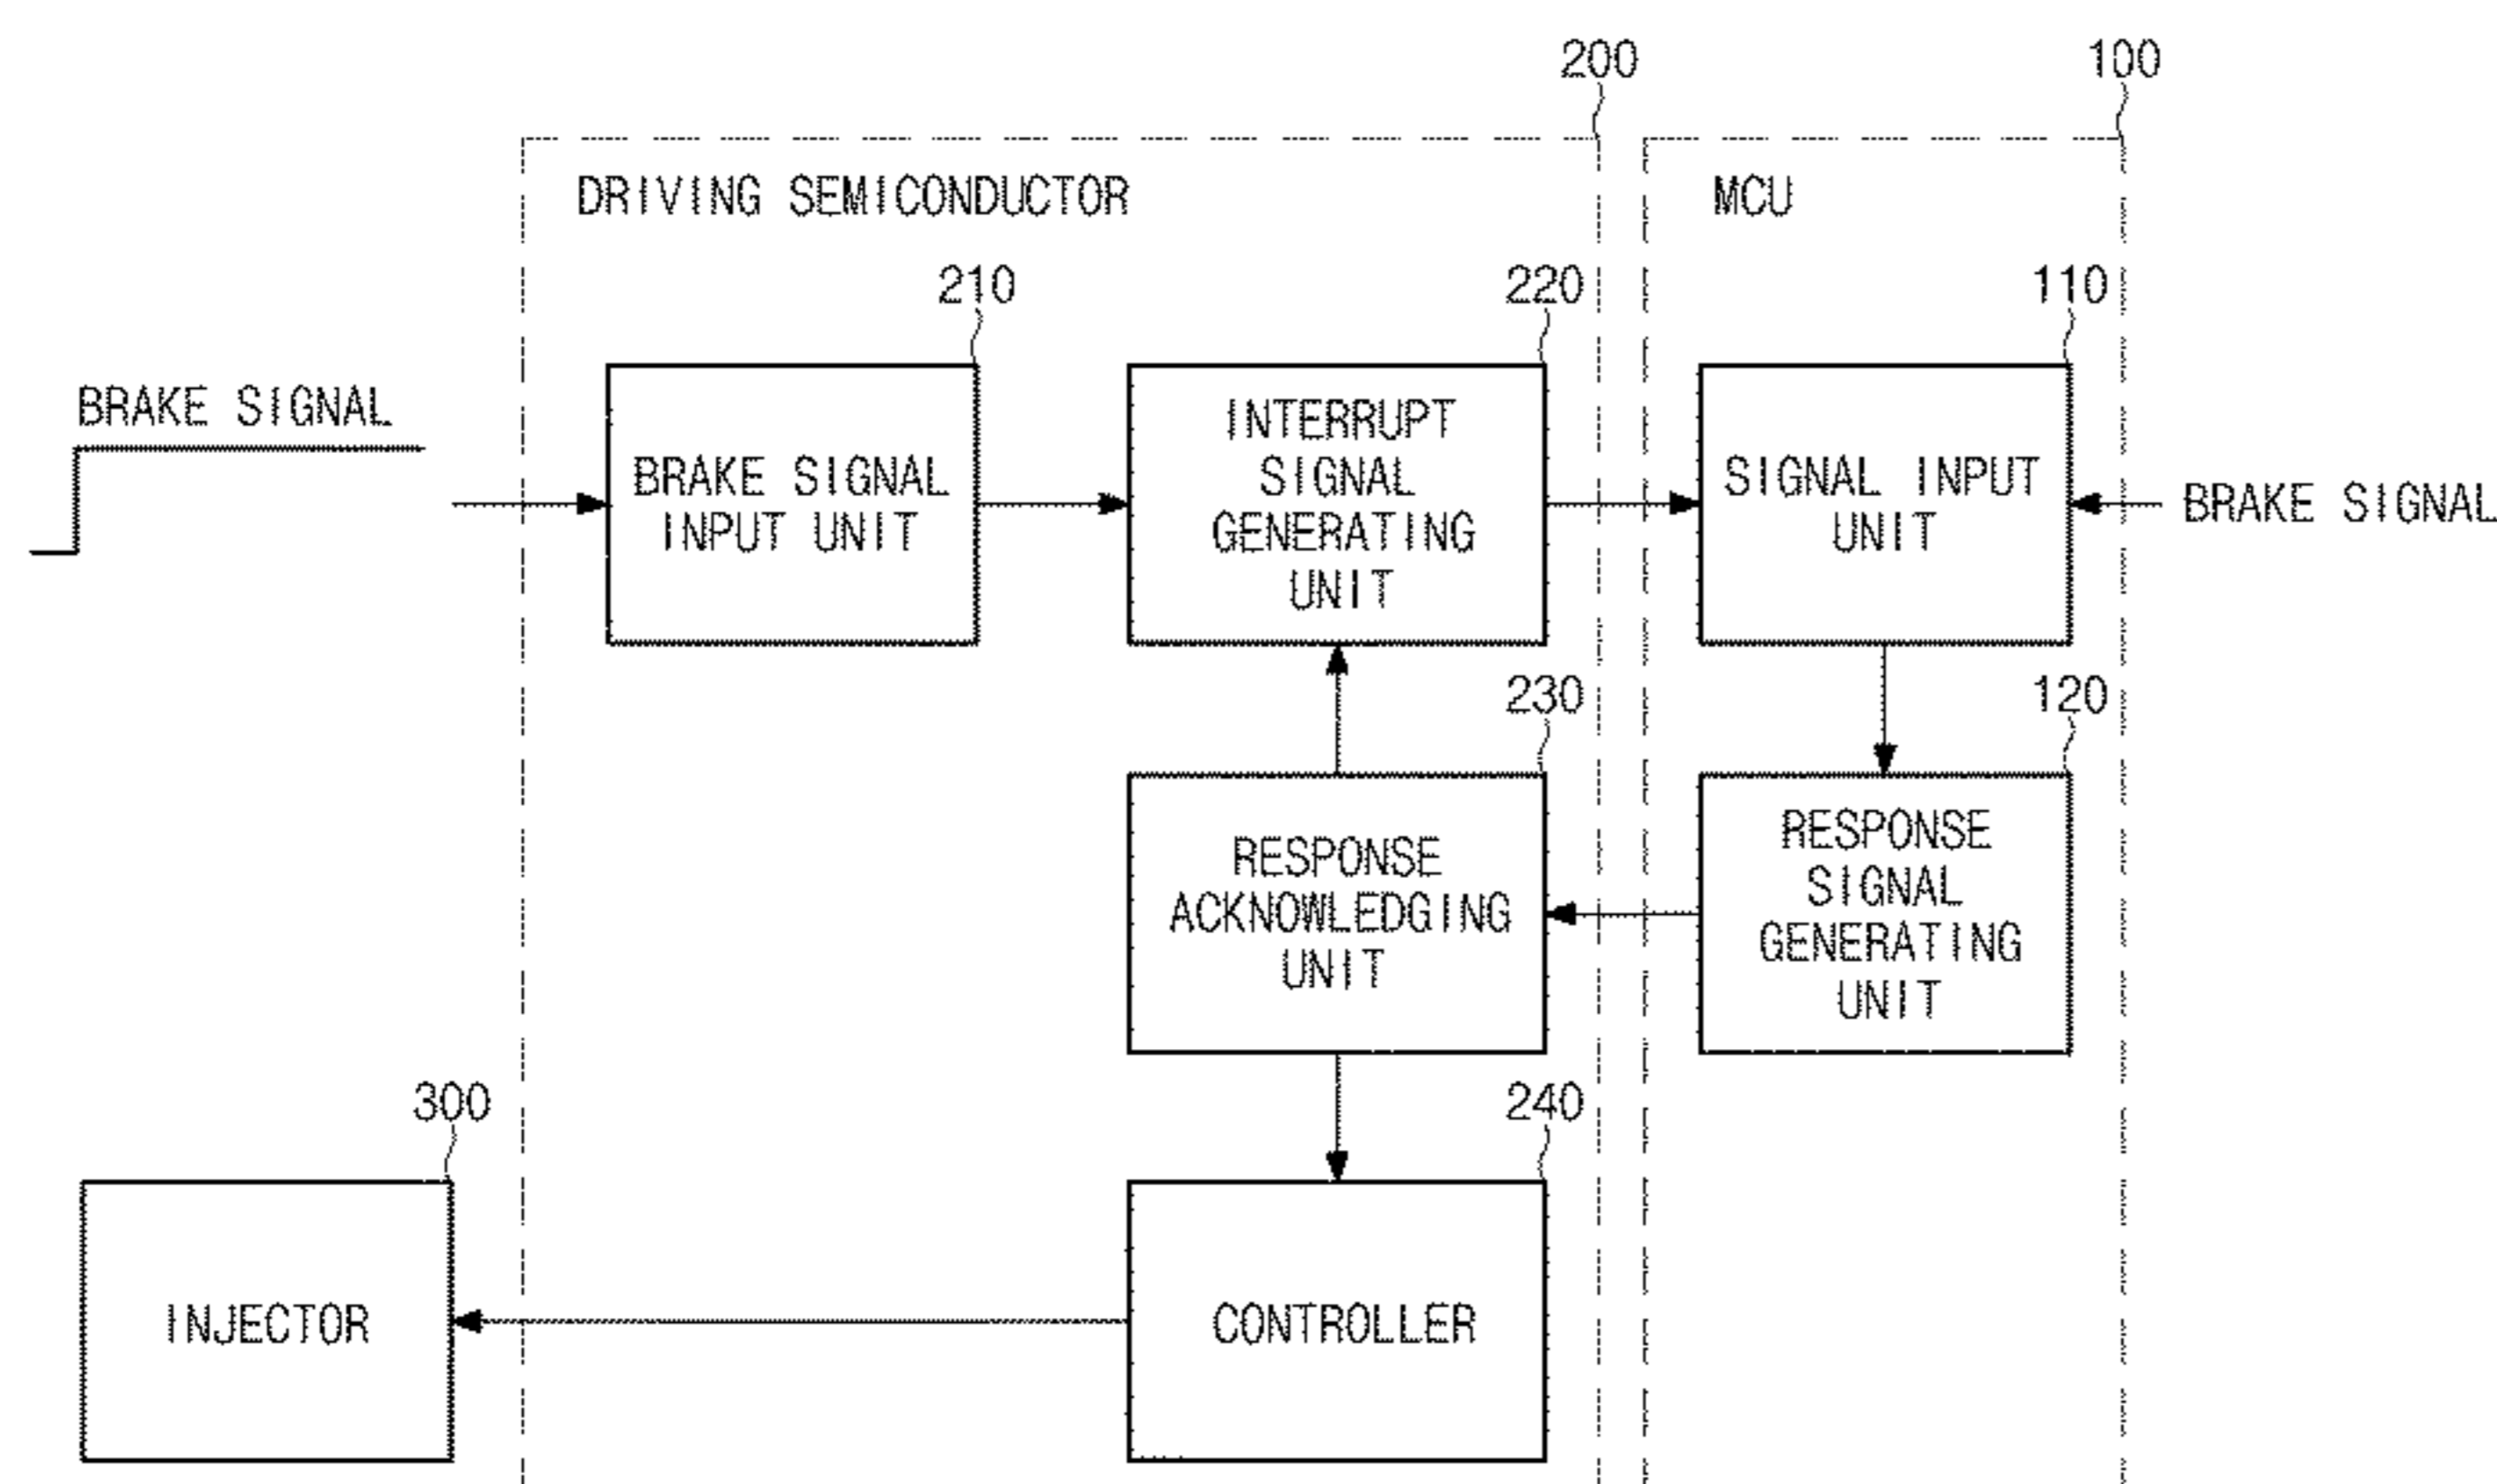 200
100
DRIVING SEMICONDUCTOR
MCU
210
220
110
BRAKE SIGNAL
BRAKE SIGNAL
INPUT UNIT
INTERRUPT
SIGNAL
GENERATING
UNIT
SIGNAL INPUT
UNIT
BRAKE SIGNAL
230
120
RESPONSE
ACKNOWLEDGING
UNIT
RESPONSE
SIGNAL
GENERATING
UNIT
300
240
INJECTOR
CONTROLLER